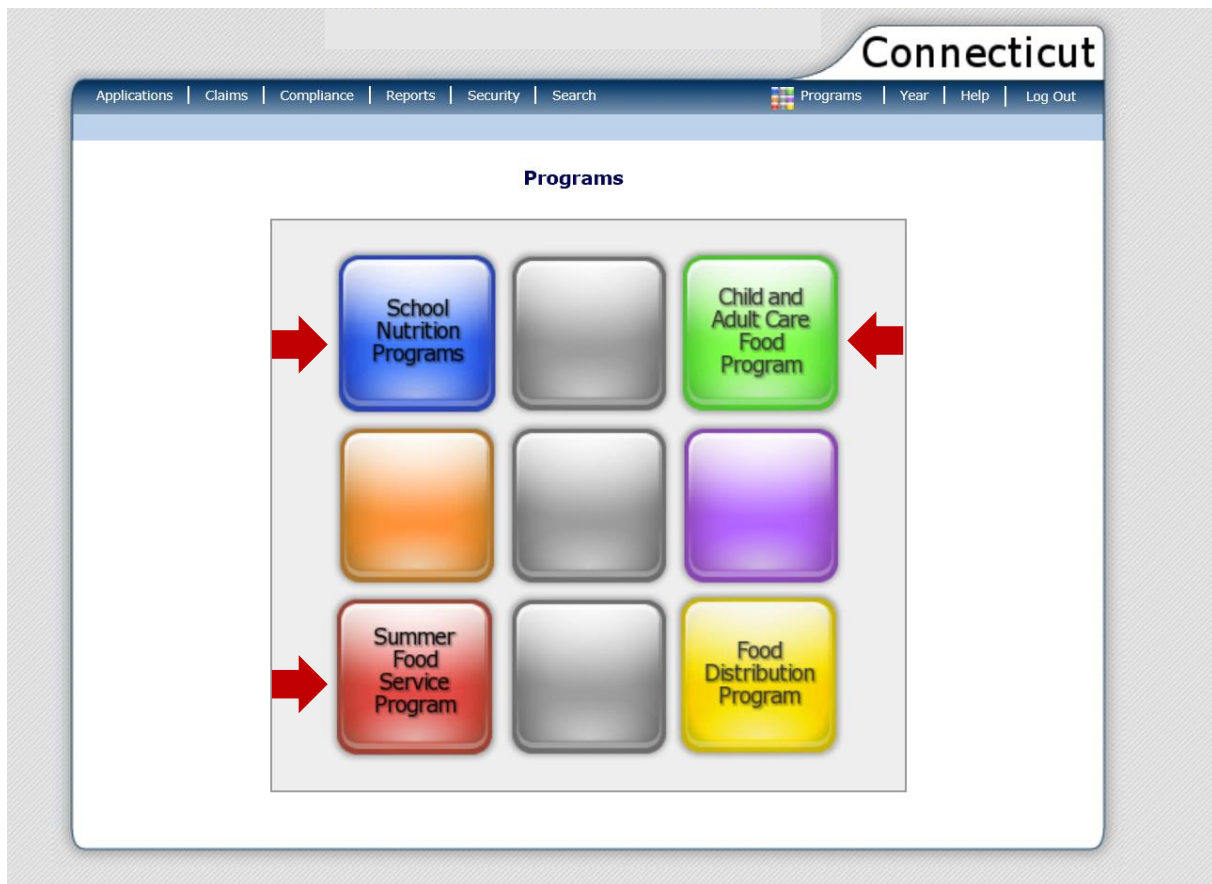 Connecticut
Applications | Claims | Compliance | Reports | Security | Search Programs | Year | Help | Log Out
Programs
School
Nutrition
Programs
Child and
Adult Care
Food
Program
Summer
Food
Service
Program
Food
Distribution
Program